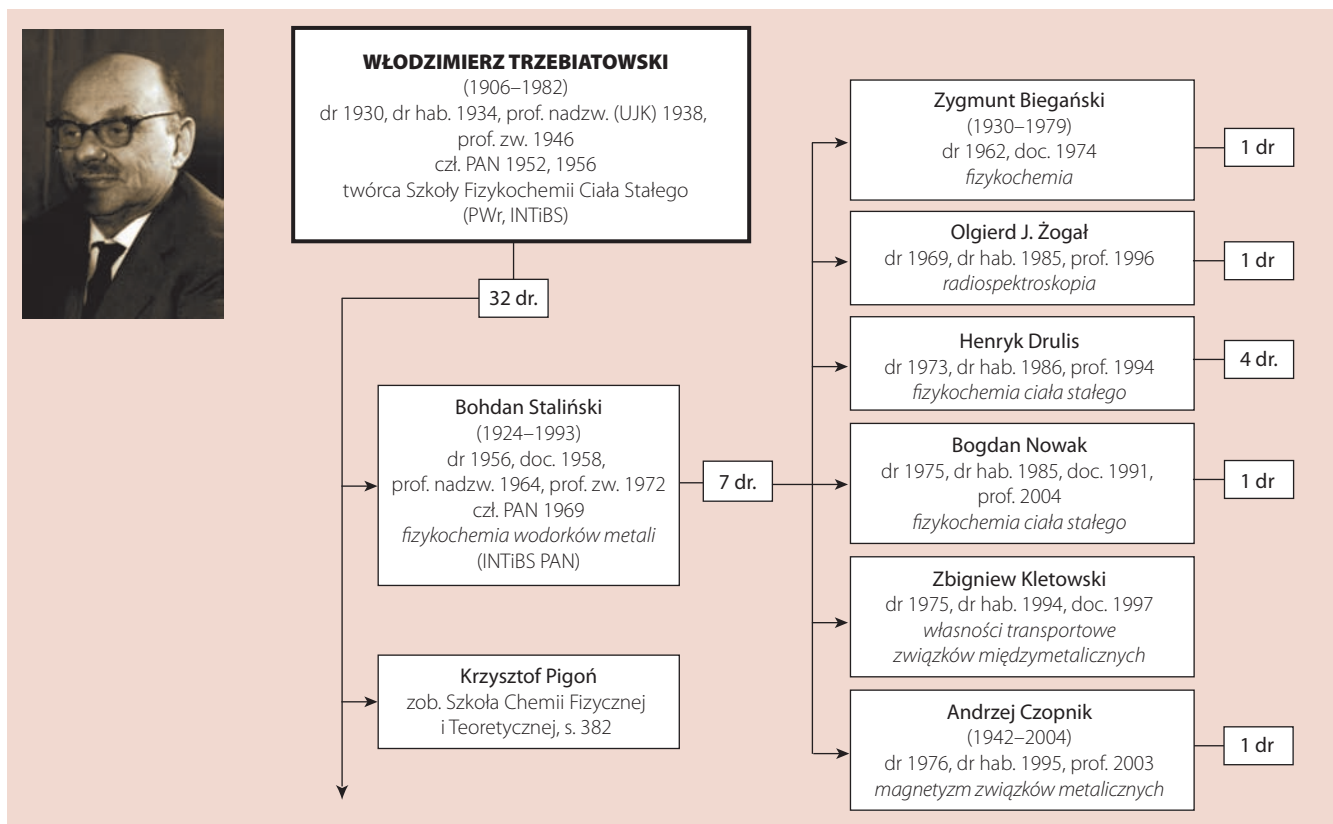 WŁODZIMIERZ TRZEBIATOWSKI
(1906–1982)
dr 1930, dr hab. 1934, prof. nadzw. (UJK) 1938,
prof. zw. 1946
czł. PAN 1952, 1956
twórca Szkoły Fizykochemii Ciała Stałego
(PWr, INTiBS)
32 dr.
Bohdan Staliński
(1924–1993)
dr 1956, doc. 1958,
prof. nadzw. 1964, prof. zw. 1972
czł. PAN 1969
fizykochemia wodorków metali
(INTiBS PAN)
7 dr.
Krzysztof Pigoń
zob. Szkoła Chemii Fizycznej
i Teoretycznej, s. 382
Zygmunt Biegański
(1930–1979)
dr 1962, doc. 1974
fizykochemia
1 dr
Olgierd J. Żogał
dr 1969, dr hab. 1985, prof. 1996
radiospektroskopia
1 dr
Henryk Drulis
dr 1973, dr hab. 1986, prof. 1994
fizykochemia ciała stałego
4 dr.
Bogdan Nowak
dr 1975, dr hab. 1985, doc. 1991,
prof. 2004
fizykochemia ciała stałego
1 dr
Zbigniew Kletowski
dr 1975, dr hab. 1994, doc. 1997
własności transportowe
związków międzymetalicznych
Andrzej Czopnik
(1942–2004)
dr 1976, dr hab. 1995, prof. 2003
magnetyzm związków metalicznych
1 dr